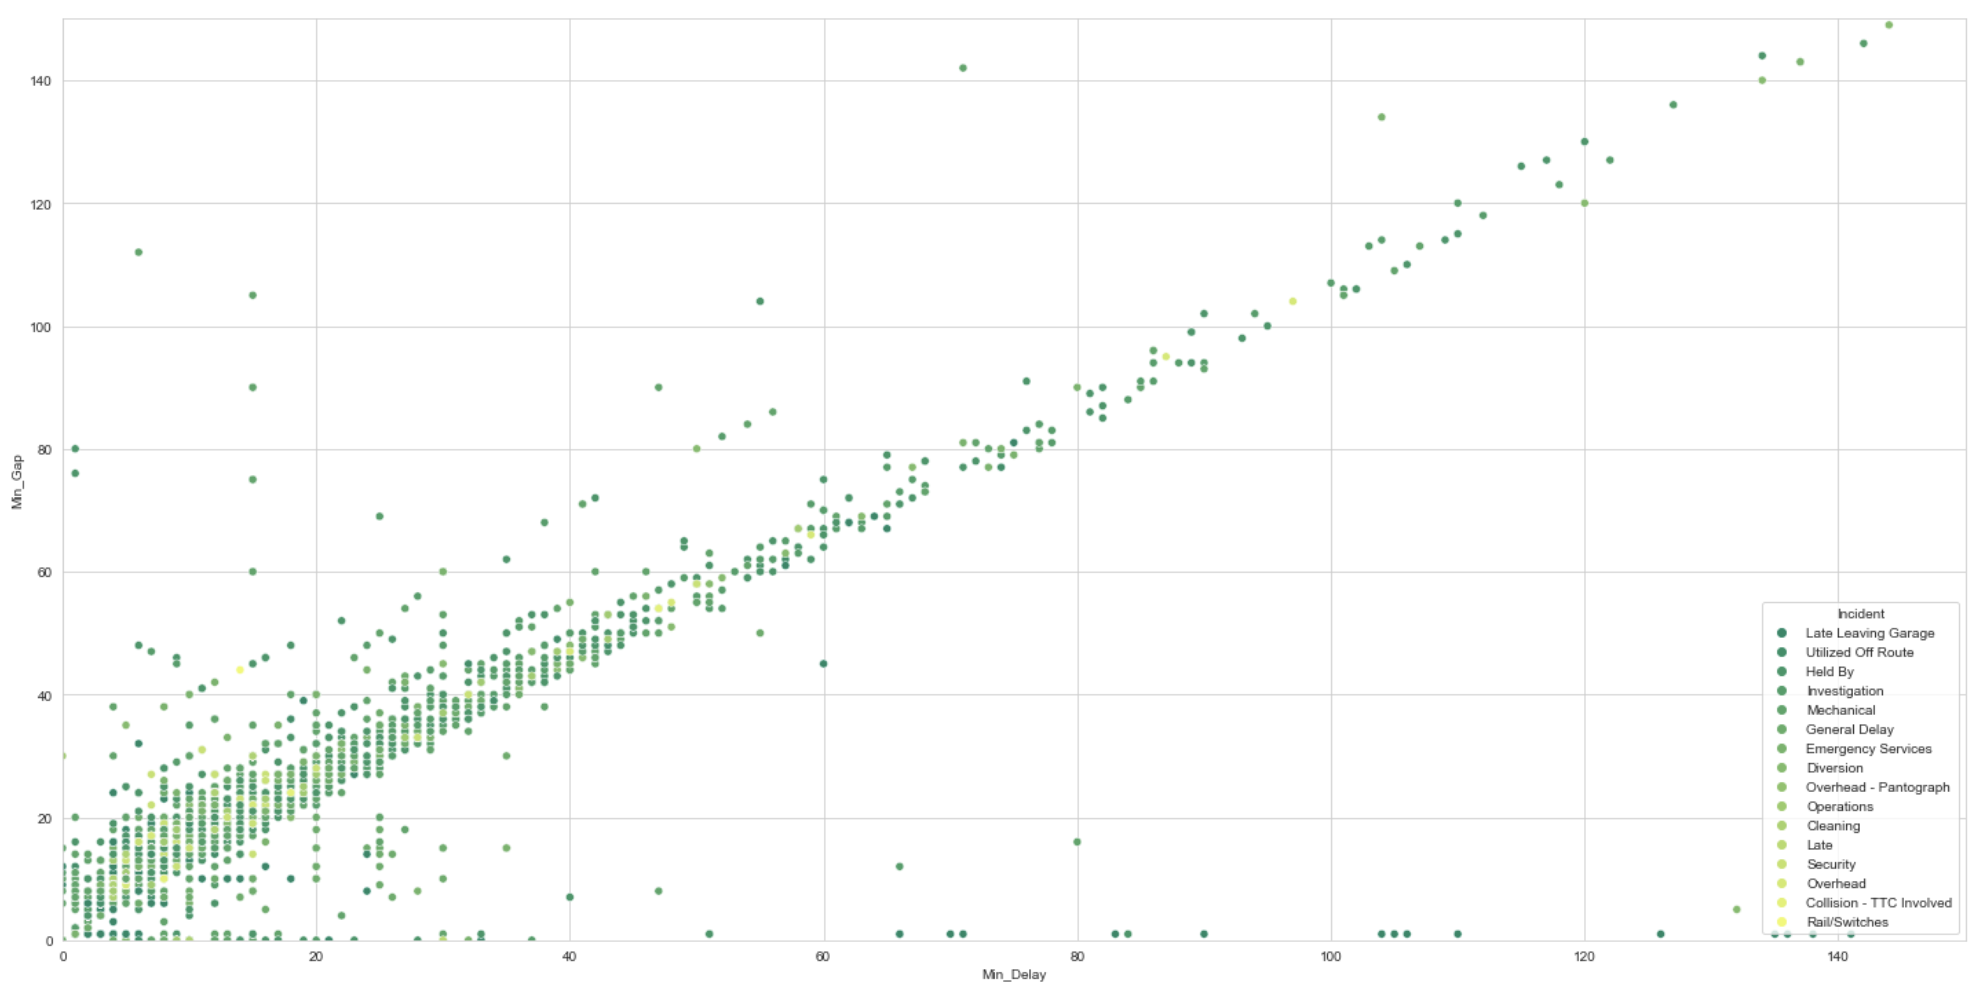 140
120
100
80
60
40
20
0
Min_Gap
0 20 40 60 80 100 120 140
Min_Delay
Incident
Late Leaving Garage
Utilized Off Route
Held By
Investigation
Mechanical
General Delay
Emergency Services
Diversion
Overhead - Pantograph
Operations
Cleaning
Late
Security
Overhead
Collision - TTC Involved
Rail/Switches